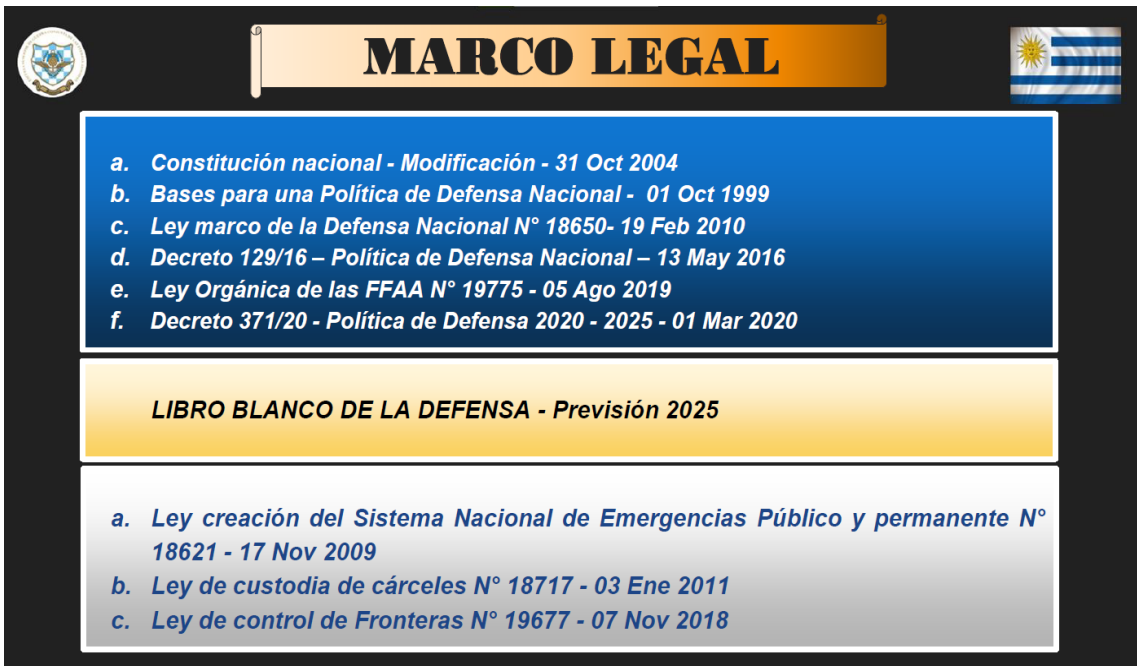 MARCO LEGAL
a. Constitución nacional - Modificación - 31 Oct 2004
b. Bases para una Política de Defensa Nacional - 01 Oct 1999
c. Ley marco de la Defensa Nacional N° 18650- 19 Feb 2010
d. Decreto 129/16 – Política de Defensa Nacional – 13 May 2016
e. Ley Orgánica de las FFAA N° 19775 - 05 Ago 2019
f. Decreto 371/20 - Política de Defensa 2020 - 2025 - 01 Mar 2020
LIBRO BLANCO DE LA DEFENSA - Previsión 2025
a. Ley creación del Sistema Nacional de Emergencias Público y permanente N°
18621 - 17 Nov 2009
b. Ley de custodia de cárceles N° 18717 - 03 Ene 2011
c. Ley de control de Fronteras N° 19677 - 07 Nov 2018